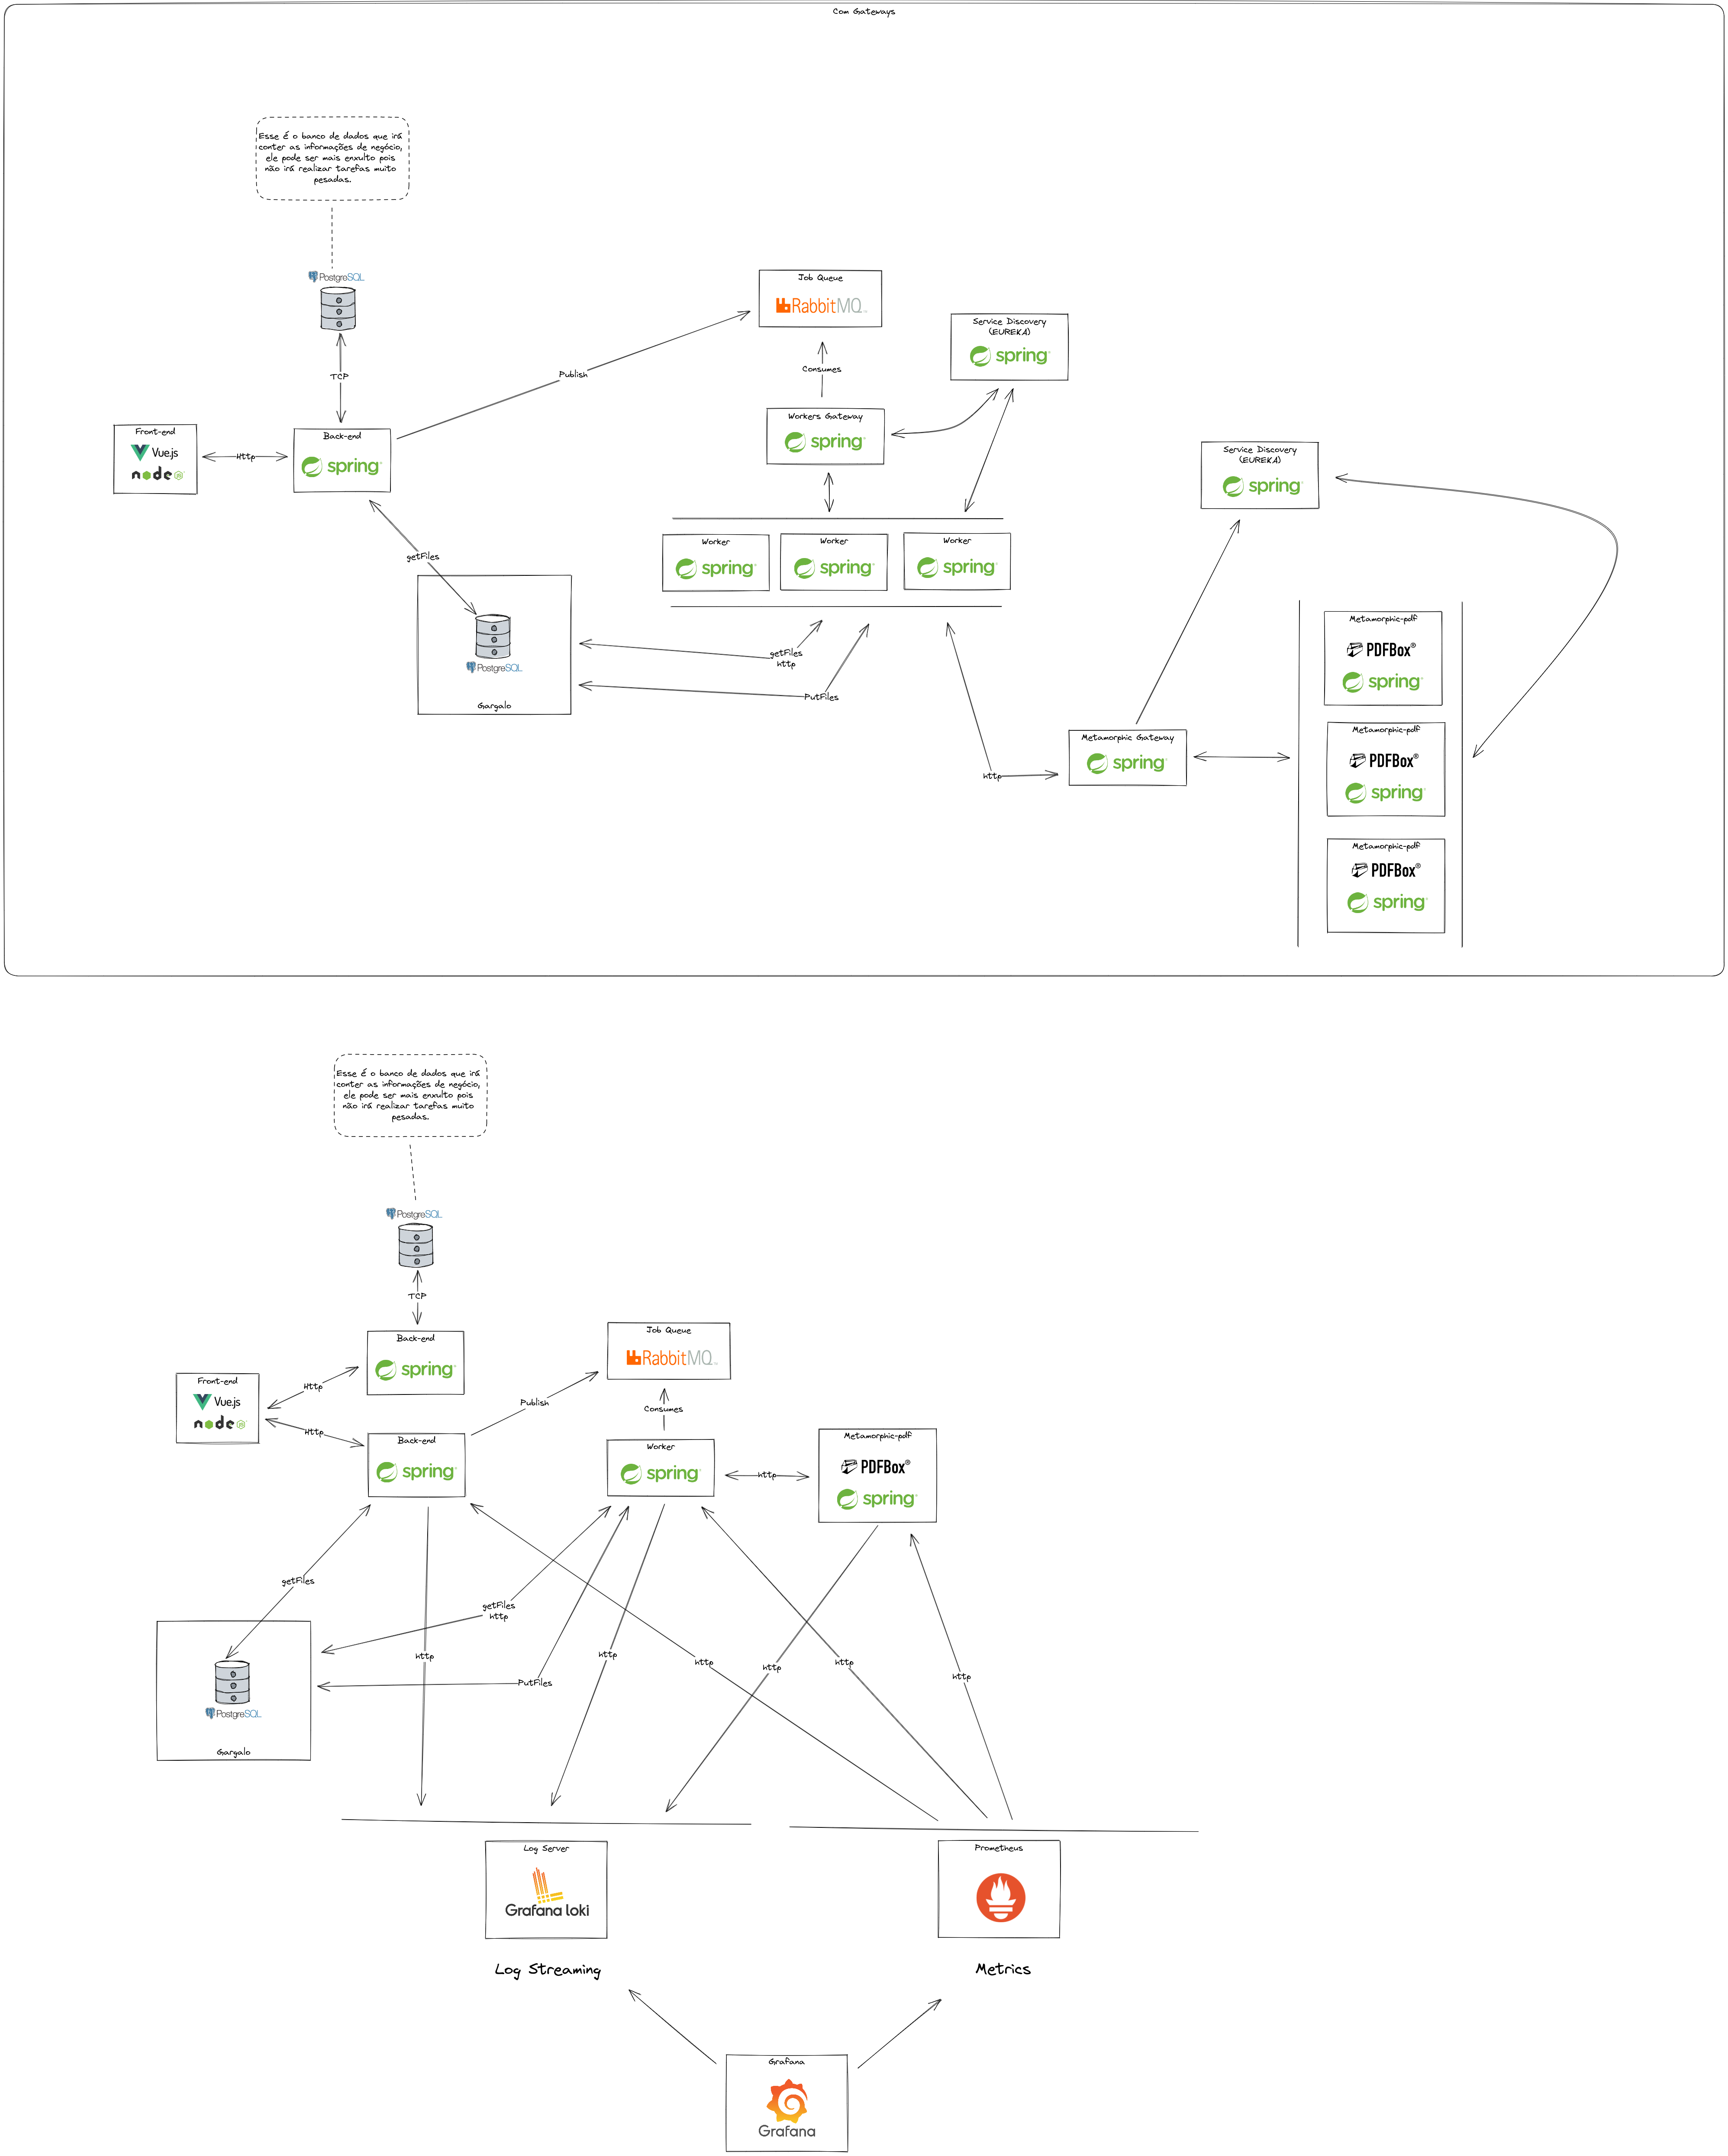 Com Gateways
Esse É o banco de dados que irá
conter as informações de negócio,
ele pode ser mais enxulto pois
não irá realizar tarefas muito
pesadas.
PostgreSQL
TCP
Job Queue
RabbitMQ
Publish
Consumes
Service Discovery
(EUREKA)
spring
Front-end
Vue.js
node
Http
Back-end
spring
Workers Gateway
spring
Service Discovery
(EUREKA)
spring
getFiles
Worker
spring
Worker
spring
Worker
spring
PostgreSQL
Gargalo
getFiles
http
PutFiles
http
Metamorphic Gateway
spring
Metamorphic-pdf
PDFBox®
spring
Metamorphic-pdf
PDFBox®
spring
Metamorphic-pdf
PDFBox®
spring
Esse É o banco de dados que irá
conter as informações de negócio,
ele pode ser mais enxulto pois
não irá realizar tarefas muito
pesadas.
PostgreSQL
TCP
Back-end
spring
Job Queue
RabbitMQ
Front-end
Vue.js
node
Http
Http
Publish
Consumes
Back-end
spring
Worker
spring
http
Metamorphic-pdf
PDFBox®
spring
getFiles
getFiles
http
PutFiles
http
http
http
http
http
http
PostgreSQL
Gargalo
Log Server
Grafana loki
Log Streaming
Prometheus
Metrics
Grafana
Grafana